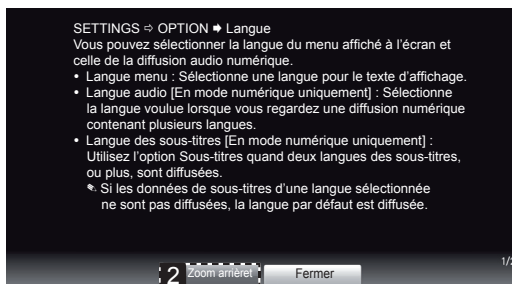 SETTINGS ⇨ OPTION ➧ Langue
Vous pouvez sélectionner la langue du menu affiché à l'écran et
celle de la diffusion audio numérique.
• Langue menu : Sélectionne une langue pour le texte d'affichage.
• Langue audio [En mode numérique uniquement] : Sélectionne
la langue voulue lorsque vous regardez une diffusion numérique
contenant plusieurs langues.
• Langue des sous-titres [En mode numérique uniquement] :
Utilisez l'option Sous-titres quand deux langues des sous-titres,
ou plus, sont diffusées.
✎ Si les données de sous-titres d'une langue sélectionnée
ne sont pas diffusées, la langue par défaut est diffusée.
1/2
2 Zoom arrièret Fermer